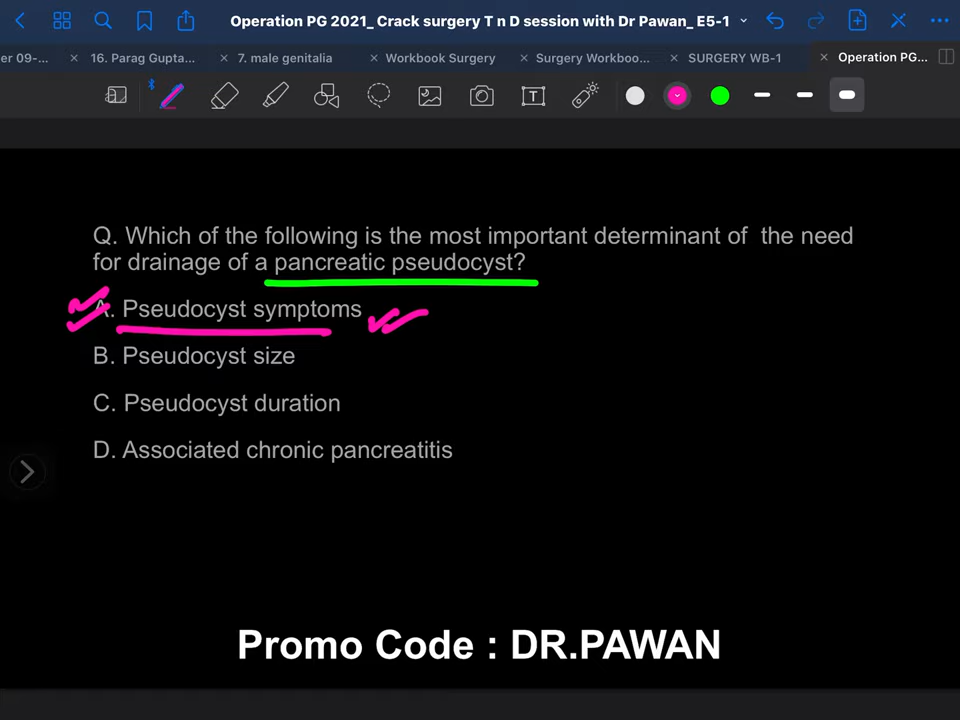 Operation PG 2021_ Crack surgery T n D session with Dr Pawan_ E5-1
er 09-... 16. Parag Gupta... 7. male genitalia Workbook Surgery Surgery Workboo... SURGERY WB-1 Operation PG...
T
Q. Which of the following is the most important determinant of the need
for drainage of a pancreatic pseudocyst?
A. Pseudocyst symptoms
B. Pseudocyst size
C. Pseudocyst duration
D. Associated chronic pancreatitis
Promo Code : DR.PAWAN